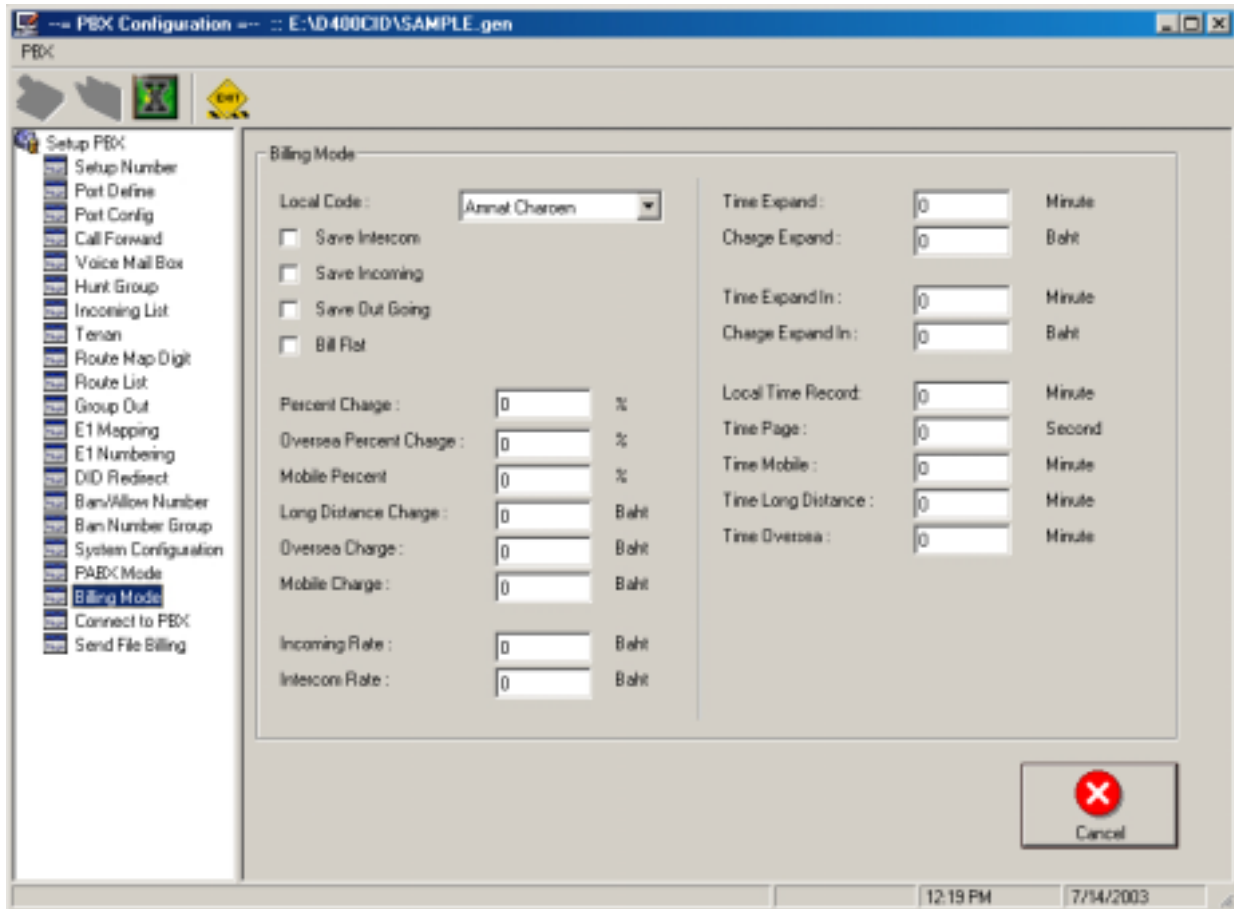 --= PBX Configuration =-- :: E:\D400CID\SAMPLE.gen
PBX
EXIT
Setup PBX
Setup Number
Port Define
Port Config
Call Forward
Voice Mail Box
Hunt Group
Incoming List
Tenan
Route Map Digit
Route List
Group Out
E1 Mapping
E1 Numbering
DID Redirect
Ban/Allow Number
Ban Number Group
System Configuration
PABX Mode
Billing Mode
Connect to PBX
Send File Billing
Billing Mode
Local Code : Amnat Charoen
Save Intercom
Save Incoming
Save Out Going
Bill Flat
Percent Charge : 0 %
Oversea Percent Charge : 0 %
Mobile Percent 0 %
Long Distance Charge : 0 Baht
Oversea Charge : 0 Baht
Mobile Charge : 0 Baht
Incoming Rate : 0 Baht
Intercom Rate : 0 Baht
Time Expand : 0 Minute
Charge Expand : 0 Baht
Time Expand In : 0 Minute
Charge Expand In : 0 Baht
Local Time Record: 0 Minute
Time Page : 0 Second
Time Mobile : 0 Minute
Time Long Distance : 0 Minute
Time Oversea : 0 Minute
Cancel
12:19 PM 7/14/2003